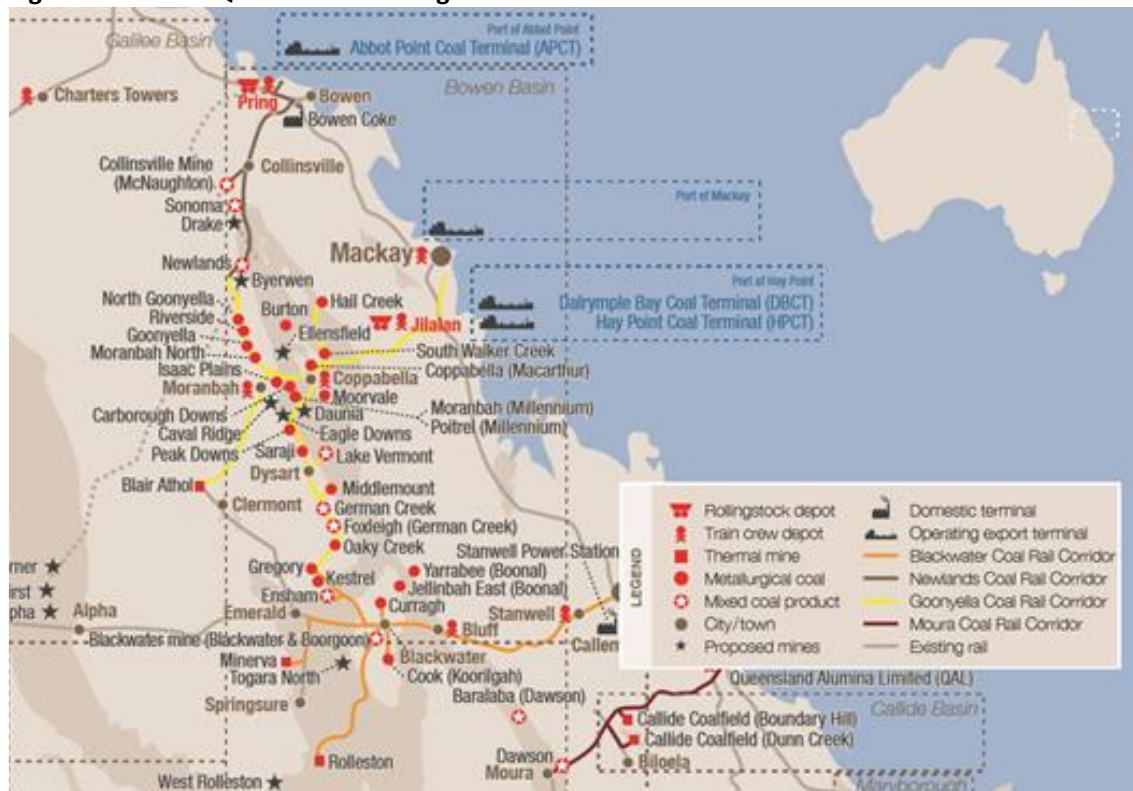 Galilee Basin
Port of Abbot Point
Abbot Point Coal Terminal (APCT)
Bowen Basin
Charters Towers
Pring
Bowen
Bowen Coke
Collinsville Mine
(McNaughton)
Collinsville
Sonoma
Drake
Port of Mackay
Mackay
Newlands
Byerwen
Port of Hay Point
Dalrymple Bay Coal Terminal (DBCT)
Hay Point Coal Terminal (HPCT)
North Goonyella
Burton
Hail Creek
Riverside
Ellensfield
Jilalan
Goonyella
Moranbah North
South Walker Creek
Isaac Plains
Coppabella (Macarthur)
Moranbah
Coppabella
Moorvale
Carborough Downs
Daunia
Moranbah (Millennium)
Caval Ridge
Poitrel (Millennium)
Eagle Downs
Peak Downs
Saraji
Lake Vermont
Dysart
Blair Athol
Middlemount
Clermont
German Creek
Foxleigh (German Creek)
Oaky Creek
Stanwell Power Station
Gregory
Yarrabee (Boonal)
Kestrel
Jellinbah East (Boonal)
Ensham
Curragh
Alpha
Emerald
Stanwell
Bluff
Blackwater mine (Blackwater & Boorgoon)
Blackwater
Minerva
Togara North
Cook (Koorilgah)
Baralaba (Dawson)
Springsure
Rolleston
West Rolleston
Dawson
Moura
LEGEND
Rollingstock depot
Train crew depot
Thermal mine
Metalurgical coal
Mixed coal product
City/town
Proposed mines
Domestic terminal
Operating export terminal
Blackwater Coal Rail Corridor
Newlands Coal Rail Corridor
Goonyella Coal Rail Corridor
Moura Coal Rail Corridor
Existing rail
Queensland Alumina Limited (QAL)
Callide Basin
Callide Coalfield (Boundary Hill)
Callide Coalfield (Dunn Creek)
Biloela
Maryborough